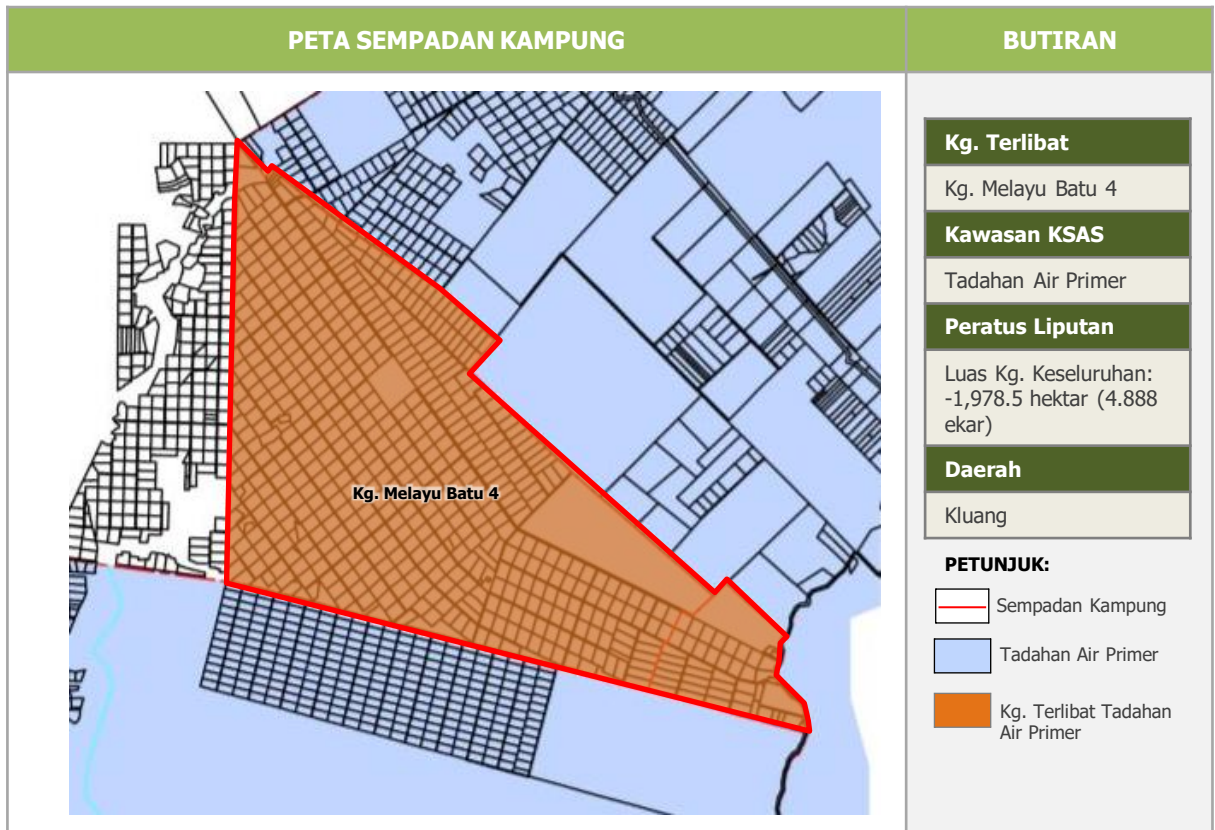 PETA SEMPADAN KAMPUNG
BUTIRAN
Kg. Melayu Batu 4
Kg. Terlibat
Kg. Melayu Batu 4
Kawasan KSAS
Tadahan Air Primer
Peratus Liputan
Luas Kg. Keseluruhan:
-1,978.5 hektar (4.888
ekar)
Daerah
Kluang
PETUNJUK:
Sempadan Kampung
Tadahan Air Primer
Kg. Terlibat Tadahan
Air Primer